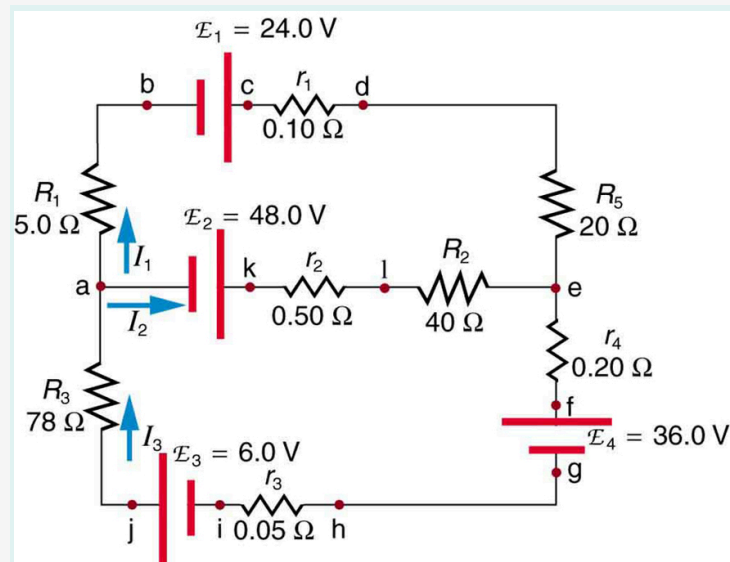 ℰ₁ = 24.0 V
b
c
r₁
d
0.10 Ω
R₁
5.0 Ω
I₁
ℰ₂ = 48.0 V
R₅
20 Ω
a
I₂
k
r₂
0.50 Ω
l
R₂
40 Ω
e
r₄
0.20 Ω
R₃
78 Ω
I₃
f
ℰ₄ = 36.0 V
g
ℰ₃ = 6.0 V
j
i
r₃
0.05 Ω
h